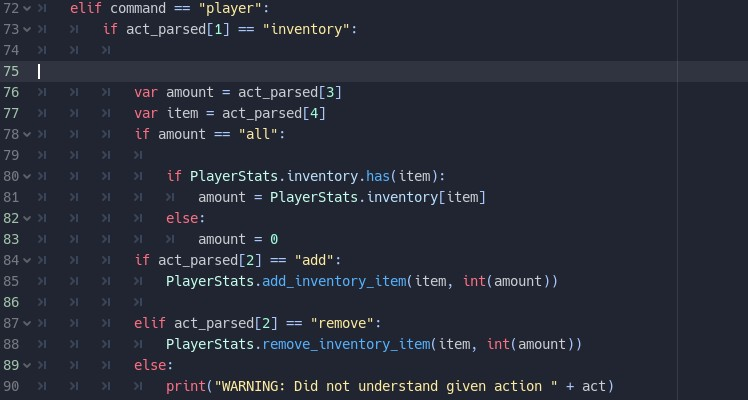 72 elif command == "player":
73 if act_parsed[1] == "inventory":
74
75
76 var amount = act_parsed[3]
77 var item = act_parsed[4]
78 if amount == "all":
79
80 if PlayerStats.inventory.has(item):
81 amount = PlayerStats.inventory[item]
82 else:
83 amount = 0
84 if act_parsed[2] == "add":
85 PlayerStats.add_inventory_item(item, int(amount))
86
87 elif act_parsed[2] == "remove":
88 PlayerStats.remove_inventory_item(item, int(amount))
89 else:
90 print("WARNING: Did not understand given action " + act)